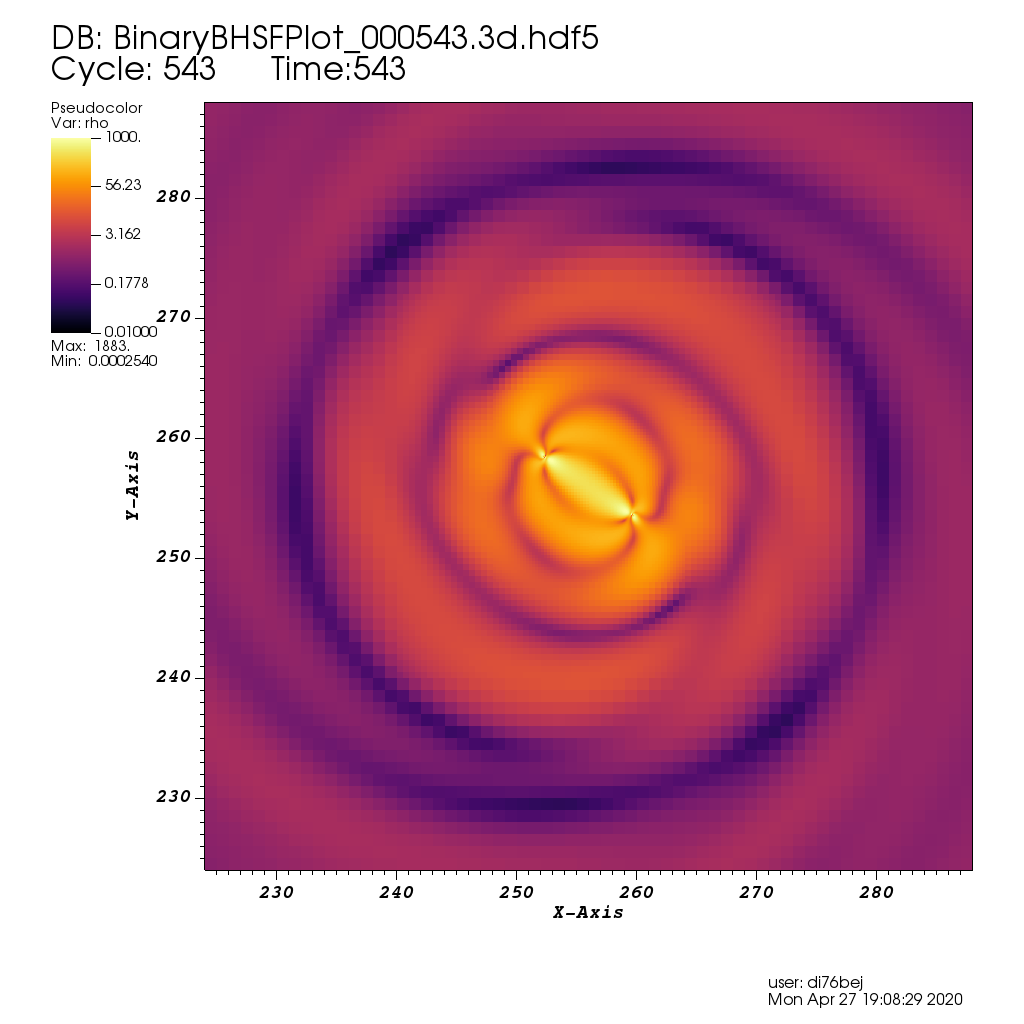 DB: BinaryBHSFPlot_000543.3d.hdf5
Cycle: 543 Time:543
Pseudocolor
Var: rho
1000.
56.23
3.162
0.1778
0.01000
Max: 1883.
Min: 0.0002540
280
270
260
250
240
230
Y-Axis
230 240 250 260 270 280
X-Axis
user: di76bej
Mon Apr 27 19:08:29 2020